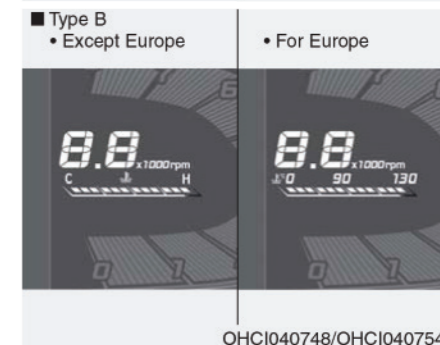 ■ Type B
• Except Europe
• For Europe
6
8.8 x1000rpm
C H
0 1
8.8 x1000rpm
°0 90 130
0 1
OHCI040748/OHCI040754